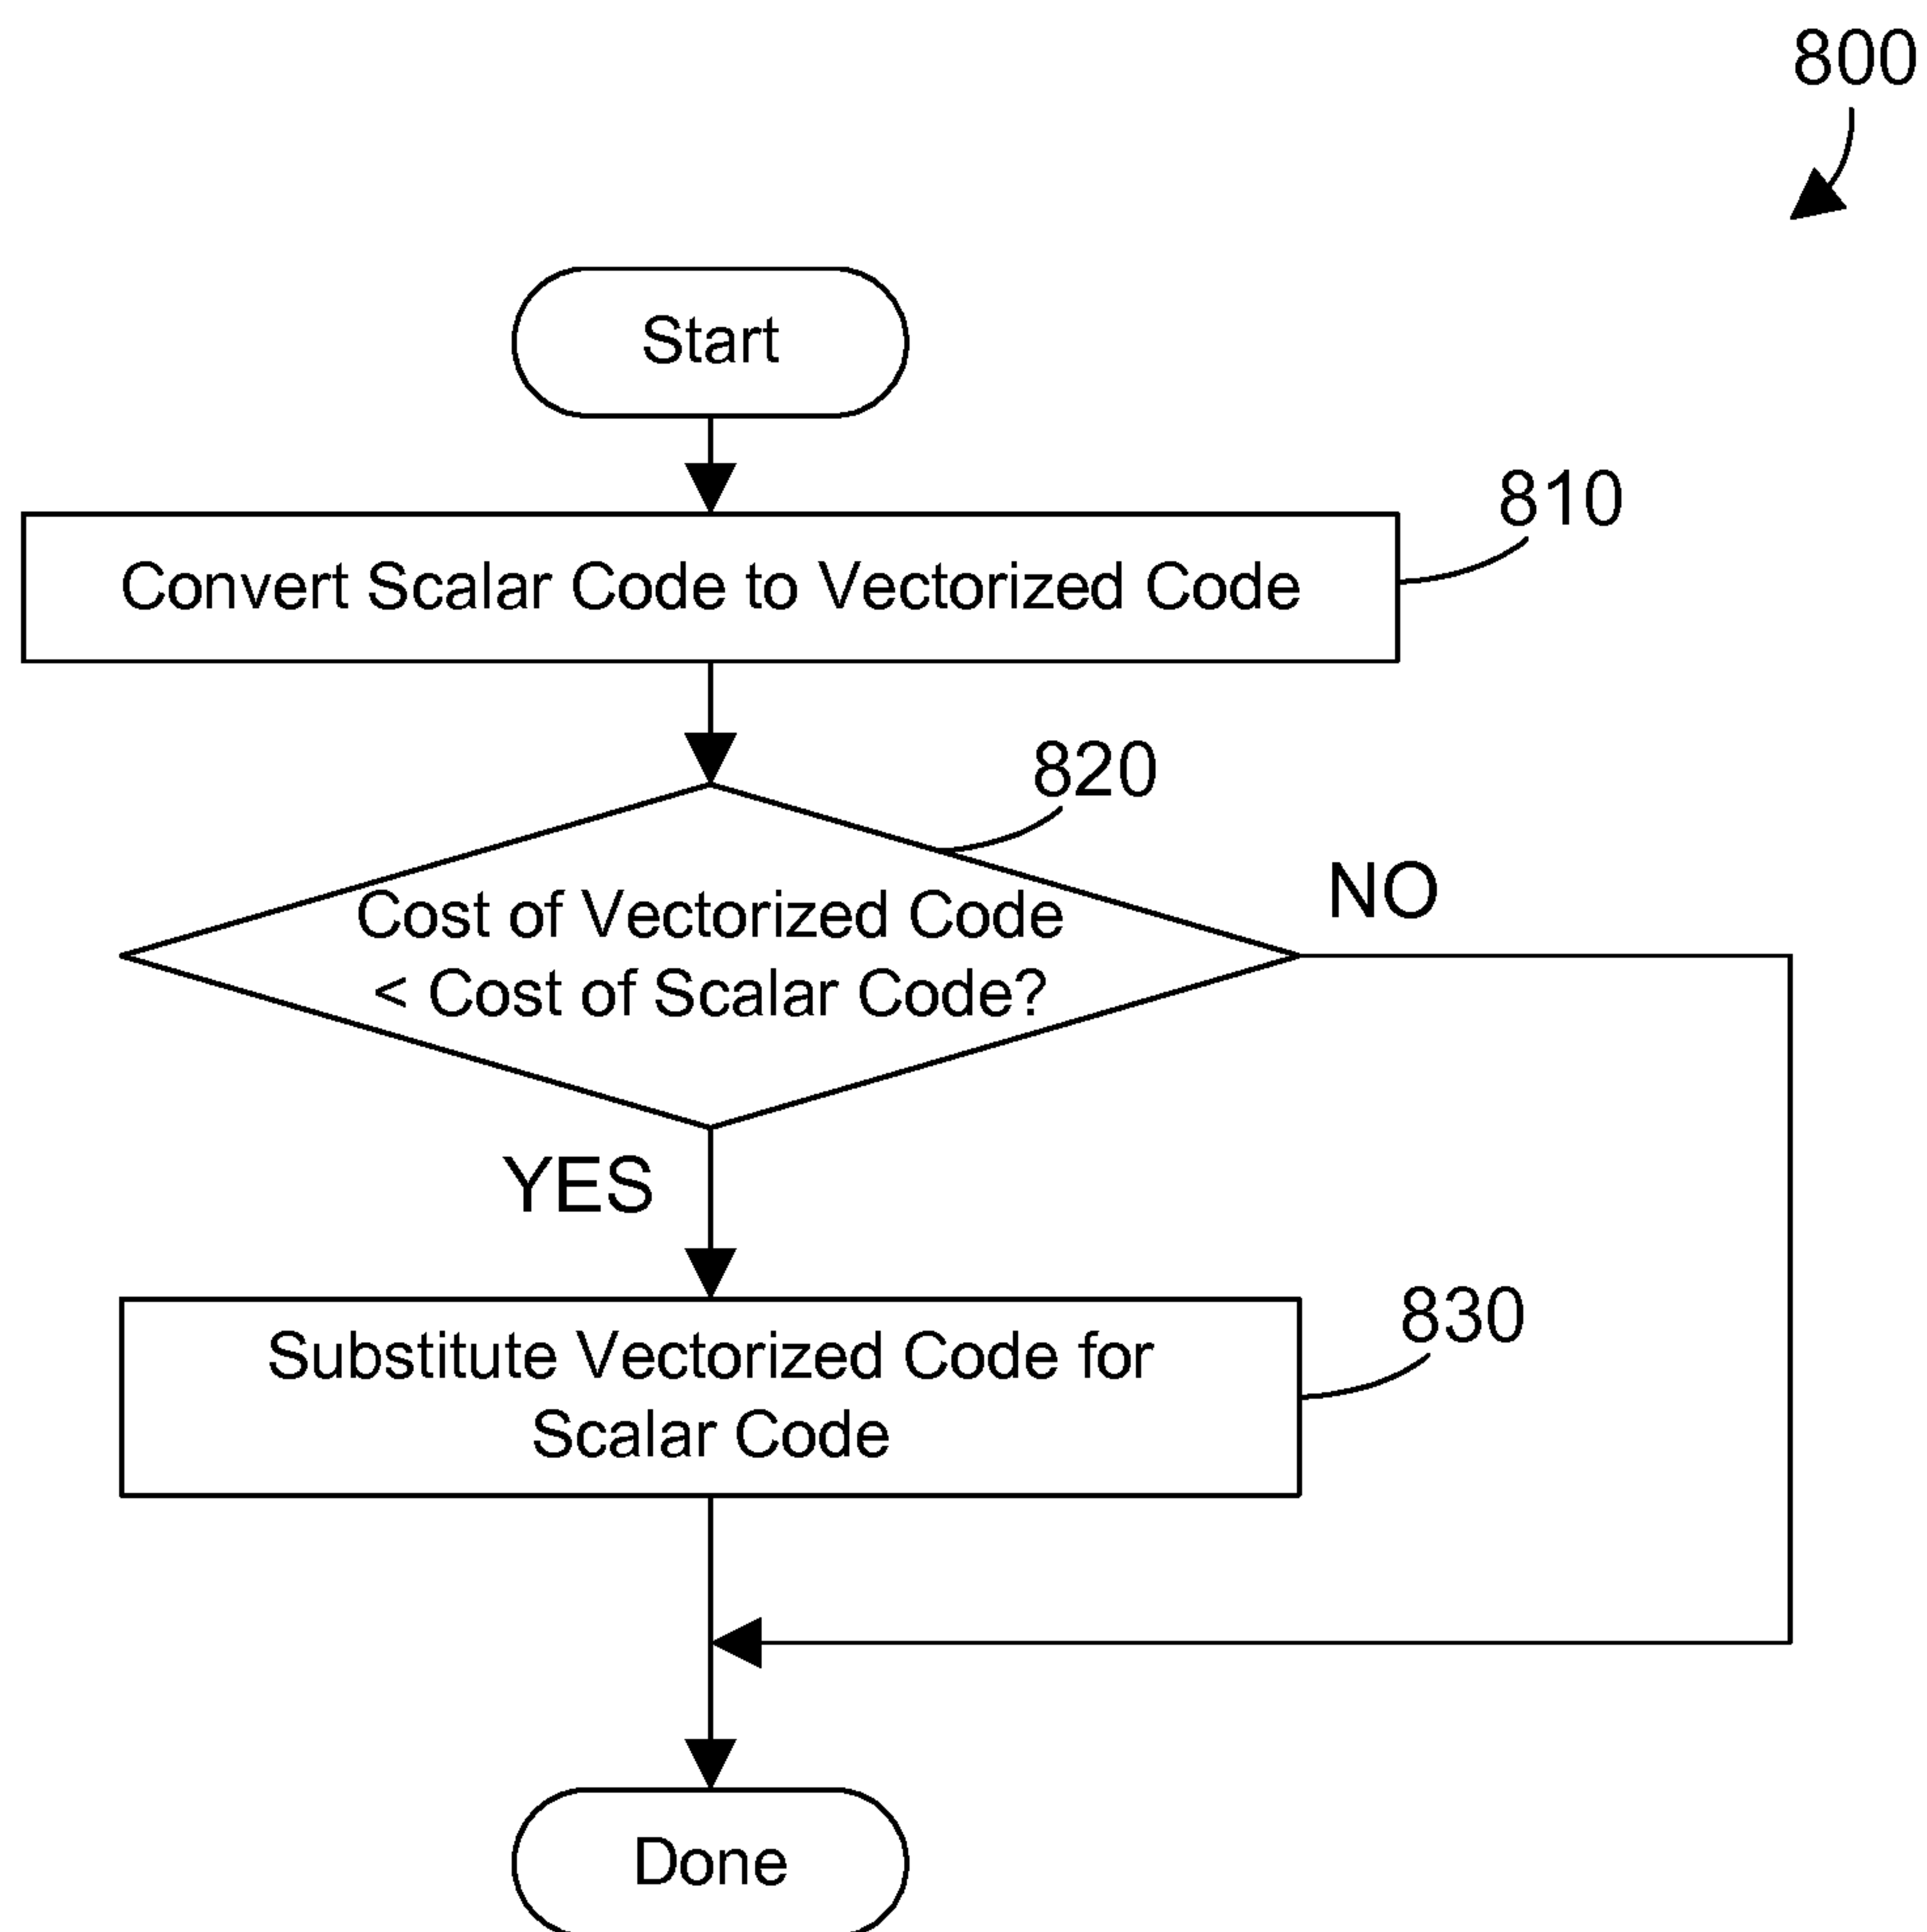 800
Start
810
Convert Scalar Code to Vectorized Code
820
NO
Cost of Vectorized Code
< Cost of Scalar Code?
YES
830
Substitute Vectorized Code for
Scalar Code
Done